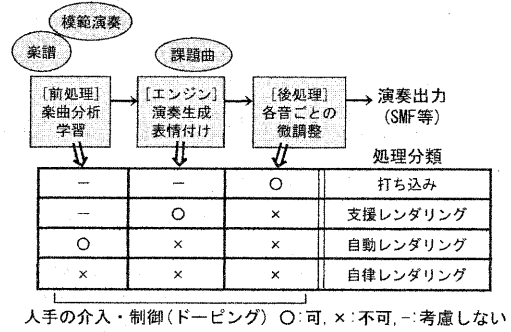 模範演奏
楽譜
課題曲
[前処理]
楽曲分析
学習
[エンジン]
演奏生成
表情付け
[後処理]
各音ごとの
微調整
演奏出力
(SMF等)
処理分類
－ － ○ 打ち込み
－ ○ × 支援レンダリング
○ × × 自動レンダリング
× × × 自律レンダリング
人手の介入・制御(ドーピング) ○:可, ×:不可, −:考慮しない